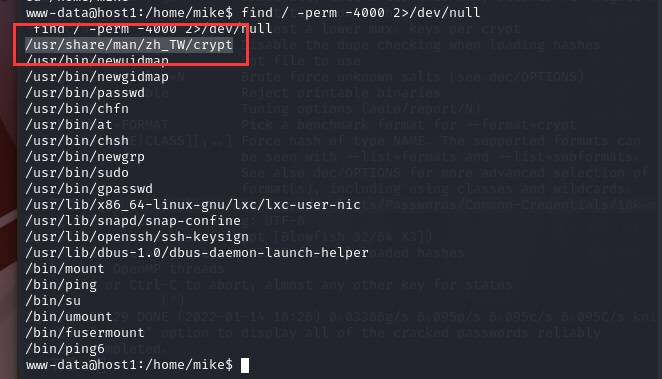 www-data@host1:/home/mike$ find / -perm -4000 2>/dev/null
find / -perm -4000 2>/dev/null
/usr/share/man/zh_TW/crypt
/usr/bin/newuidmap
/usr/bin/newgidmap
/usr/bin/passwd
/usr/bin/chfn
/usr/bin/at
/usr/bin/chsh
/usr/bin/newgrp
/usr/bin/sudo
/usr/bin/gpasswd
/usr/lib/x86_64-linux-gnu/lxc/lxc-user-nic
/usr/lib/snapd/snap-confine
/usr/lib/openssh/ssh-keysign
/usr/lib/dbus-1.0/dbus-daemon-launch-helper
/bin/mount
/bin/ping
/bin/su
/bin/umount
/bin/fusermount
/bin/ping6
www-data@host1:/home/mike$